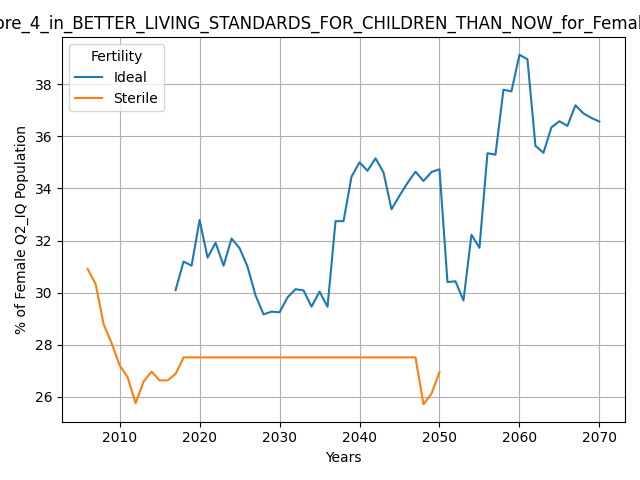 ore_4_in_BETTER_LIVING_STANDARDS_FOR_CHILDREN_THAN_NOW_for_Femal
Fertility
Ideal
Sterile
% of Female Q2_IQ Population
38
36
34
32
30
28
26
2010 2020 2030 2040 2050 2060 2070
Years